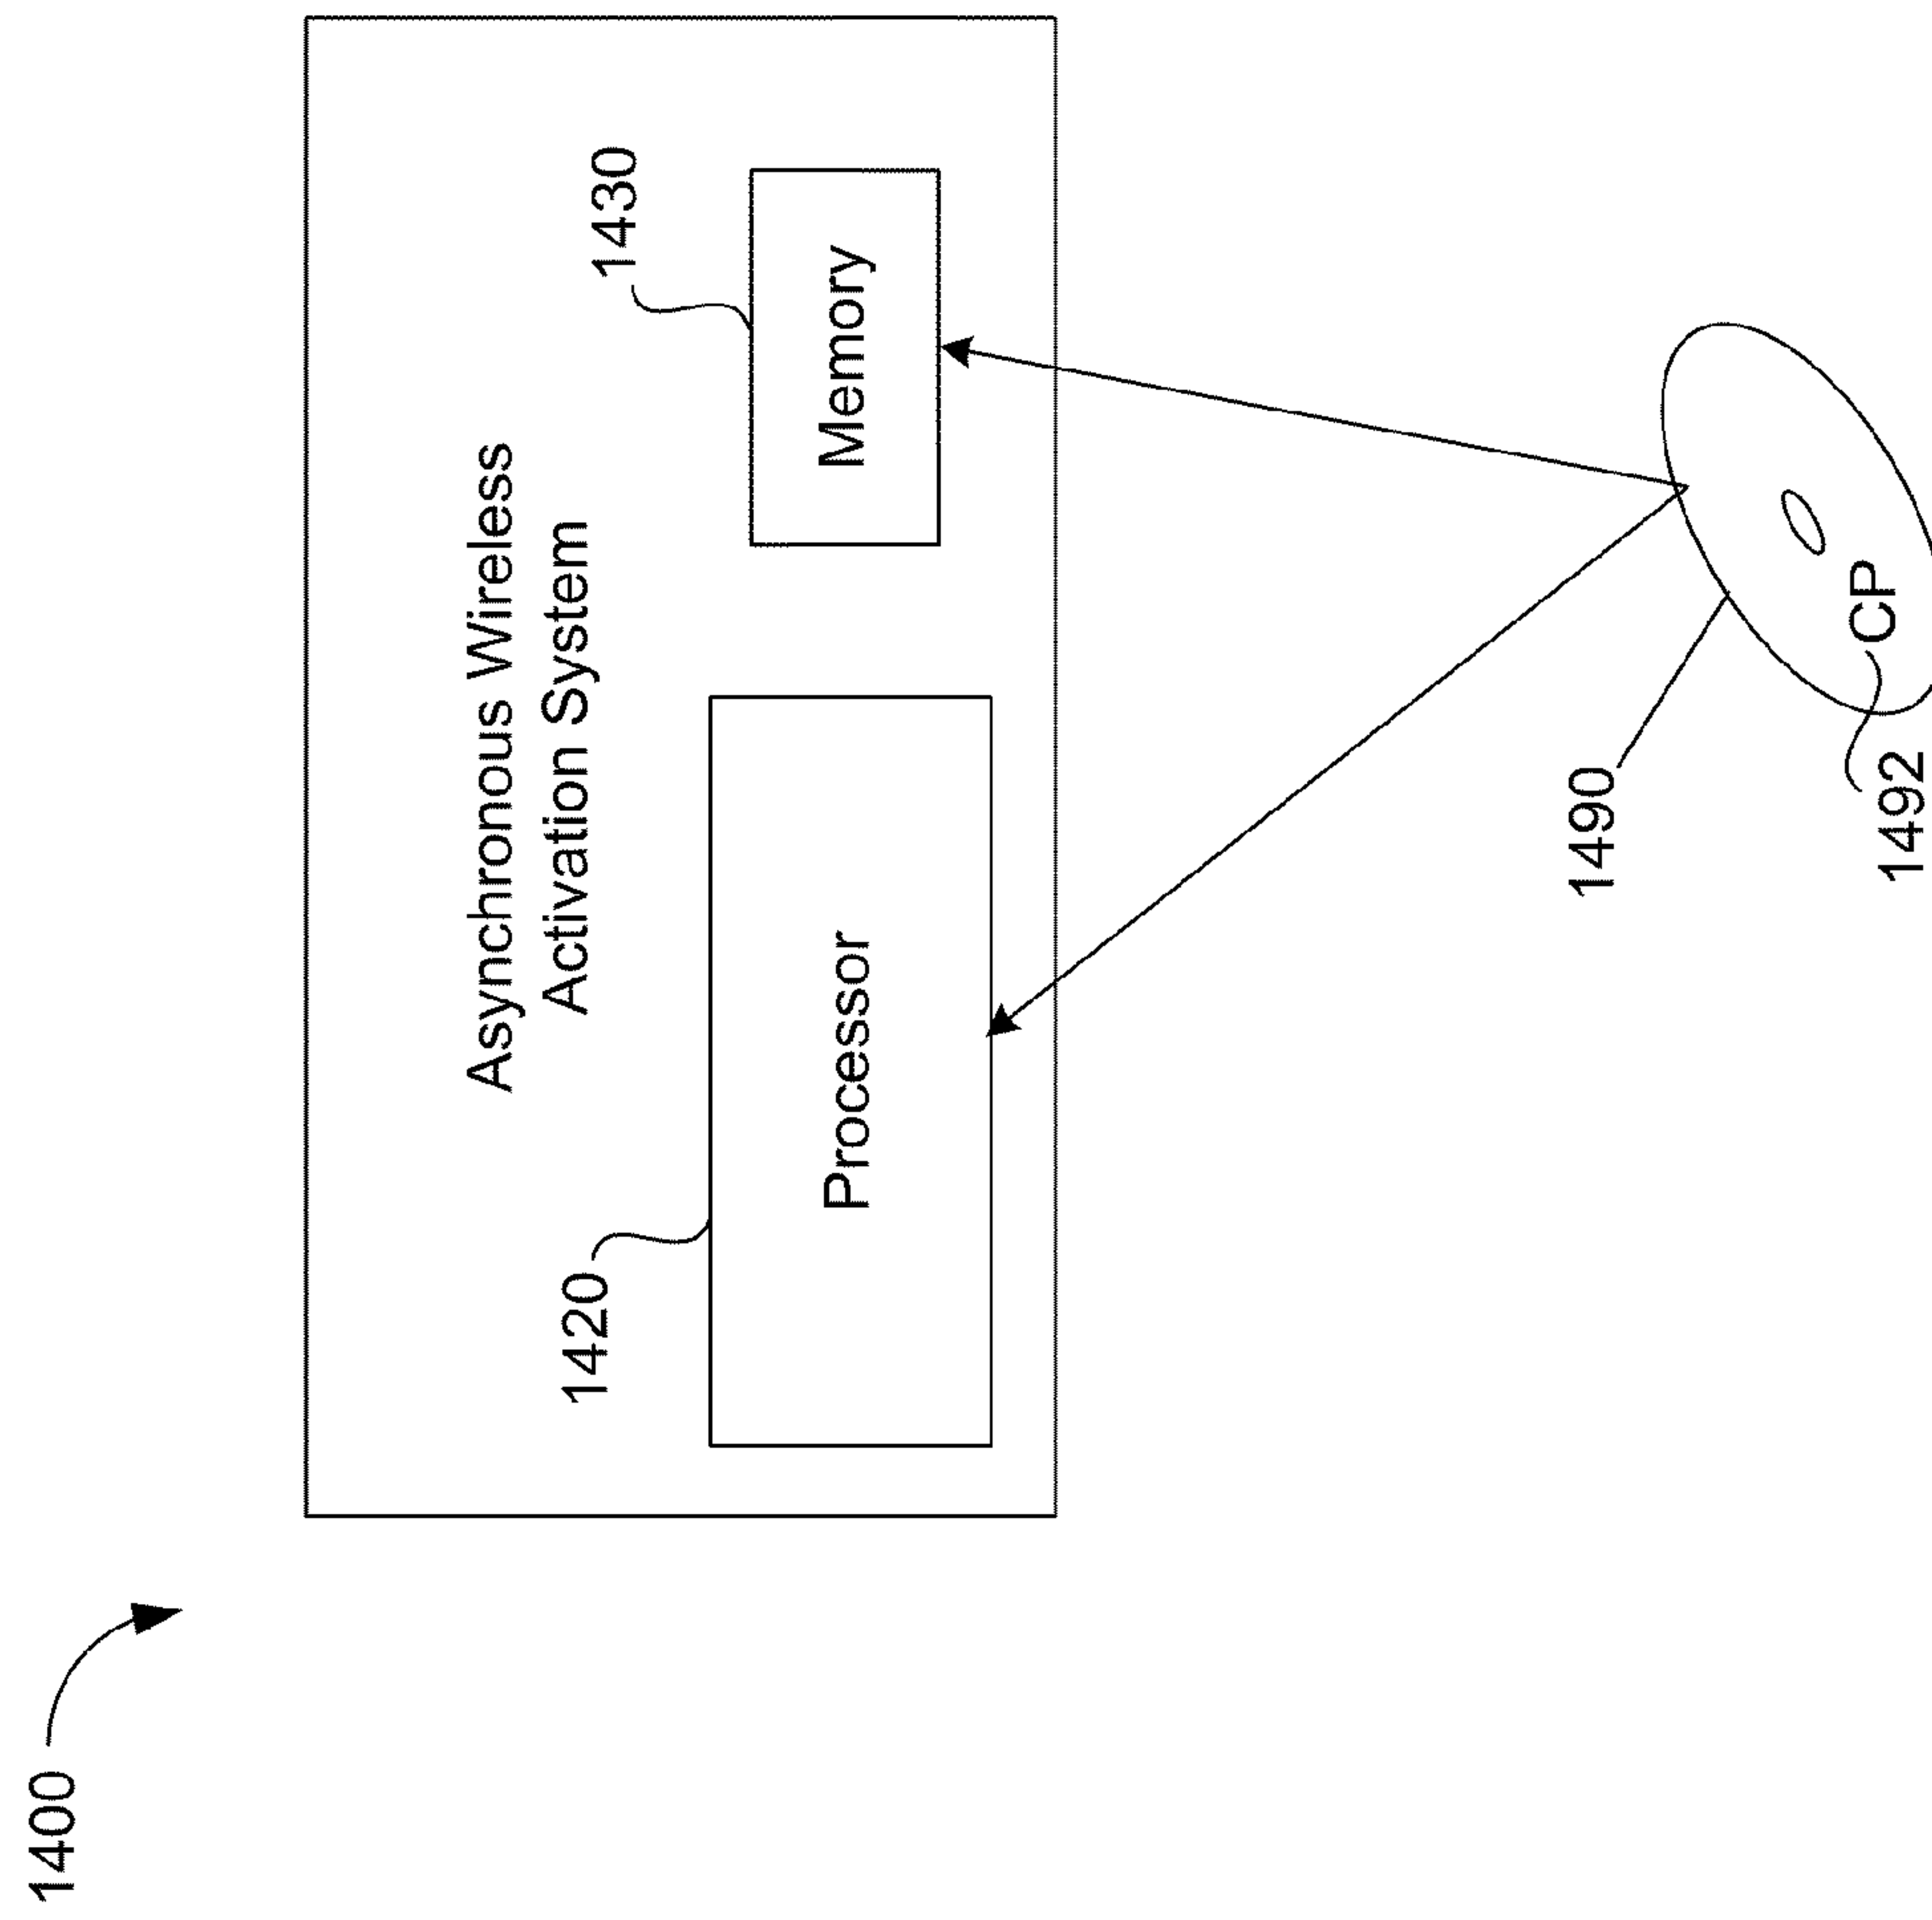 1400
Asynchronous Wireless
Activation System
1420
1430
Processor
Memory
1490
CP
1492